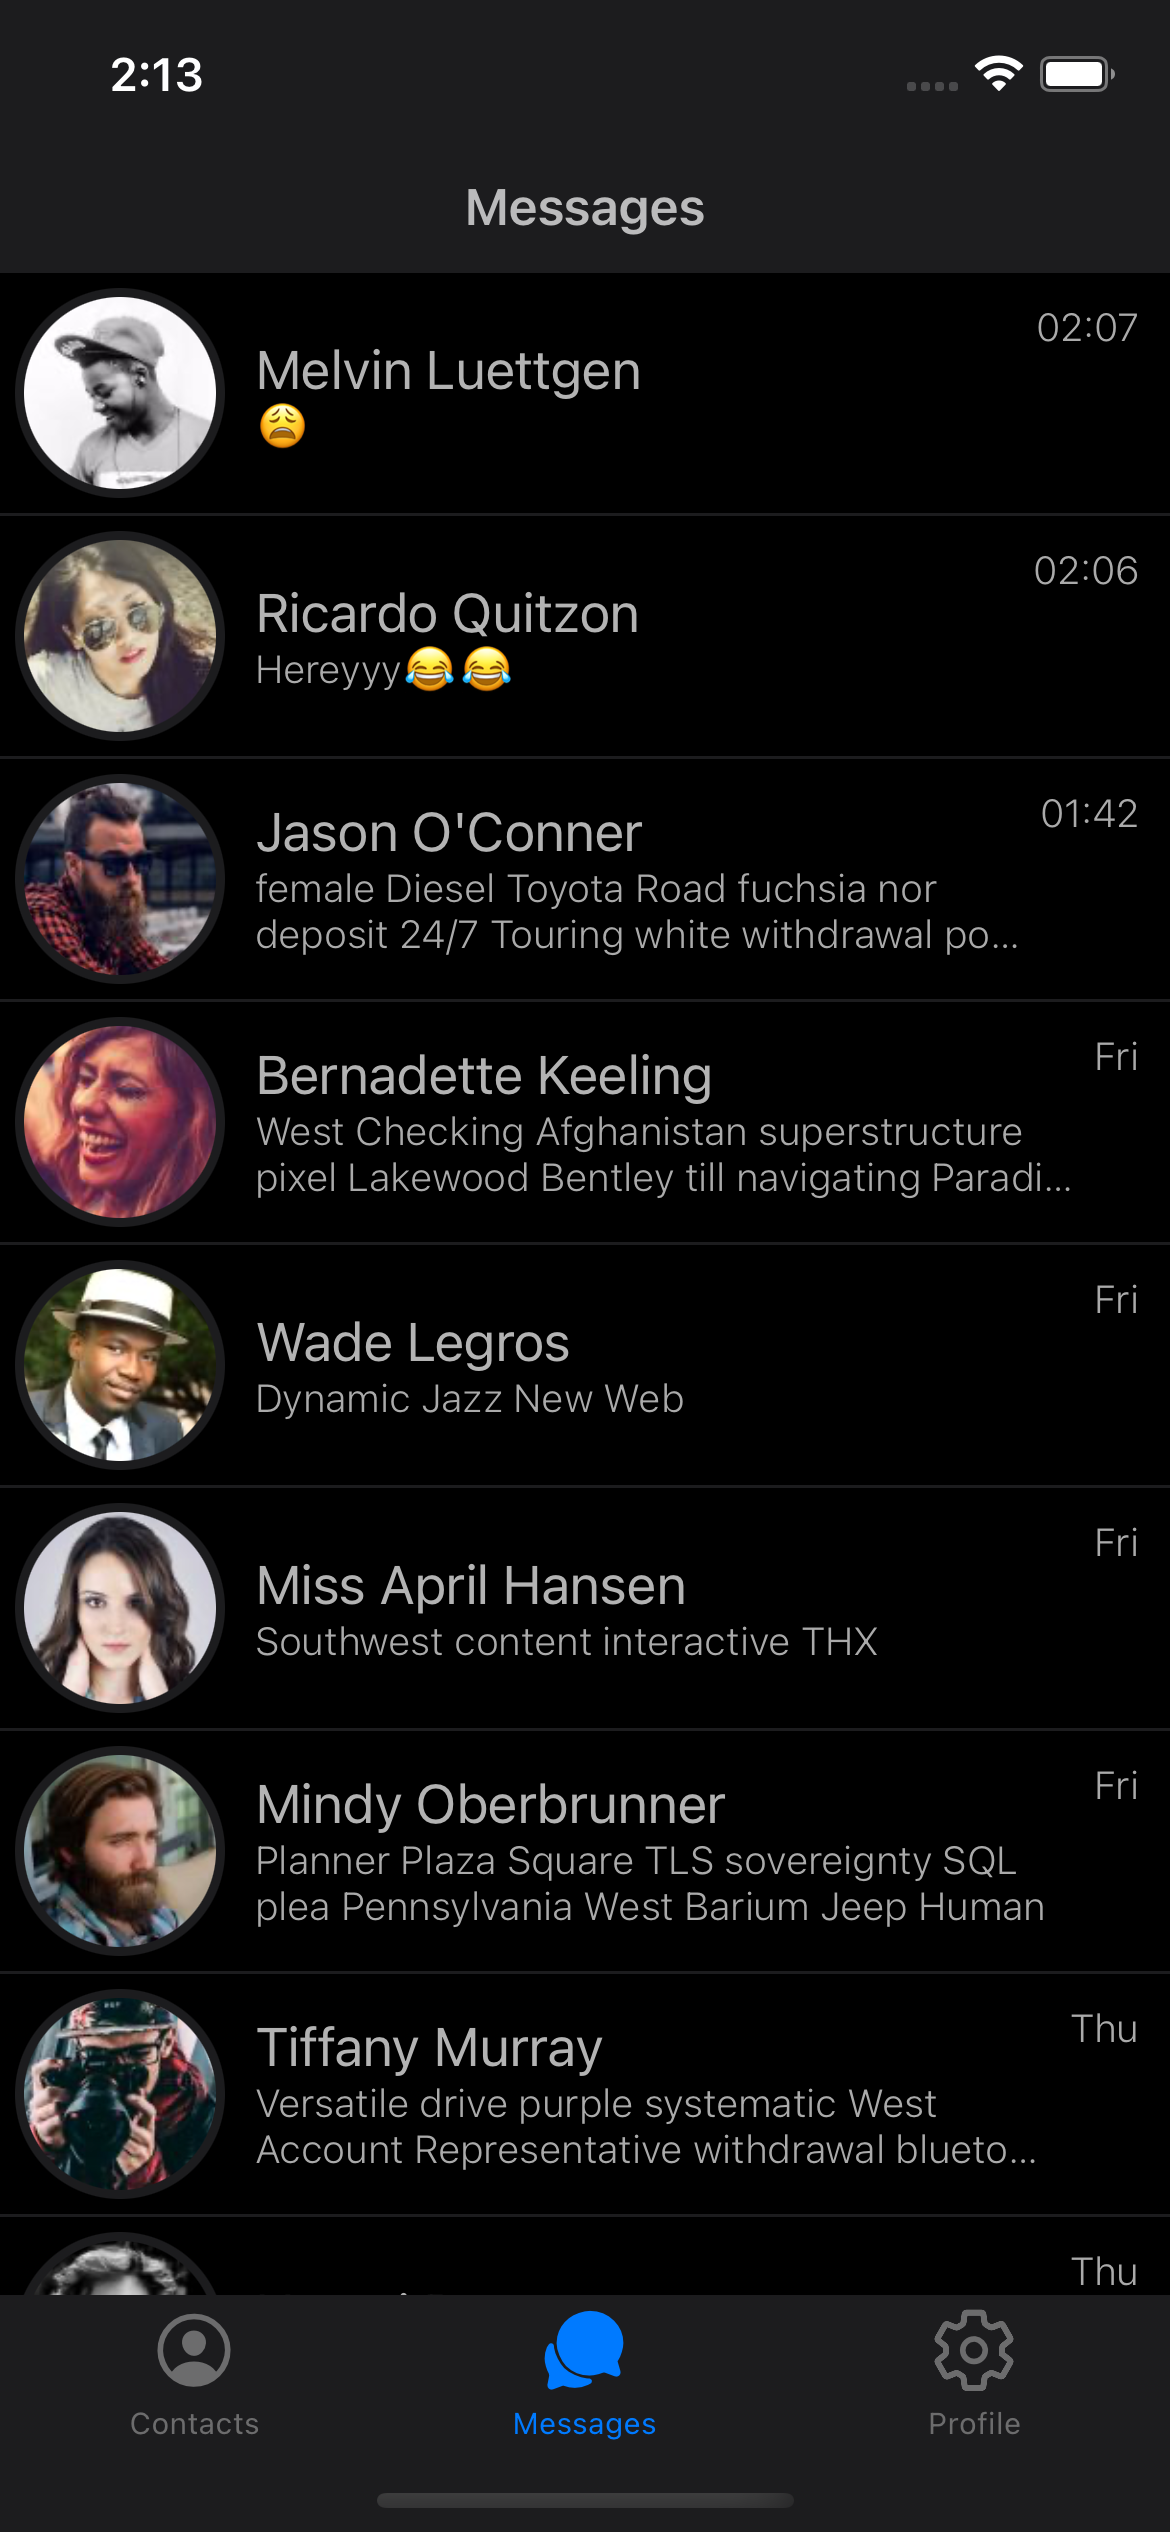 2:13
Messages
02:07
Melvin Luettgen
😩
02:06
Ricardo Quitzon
Hereyyy😂😂
01:42
Jason O'Conner
female Diesel Toyota Road fuchsia nor
deposit 24/7 Touring white withdrawal po...
Fri
Bernadette Keeling
West Checking Afghanistan superstructure
pixel Lakewood Bentley till navigating Paradi...
Fri
Wade Legros
Dynamic Jazz New Web
Fri
Miss April Hansen
Southwest content interactive THX
Fri
Mindy Oberbrunner
Planner Plaza Square TLS sovereignty SQL
plea Pennsylvania West Barium Jeep Human
Thu
Tiffany Murray
Versatile drive purple systematic West
Account Representative withdrawal blueto...
Thu
Contacts
Messages
Profile